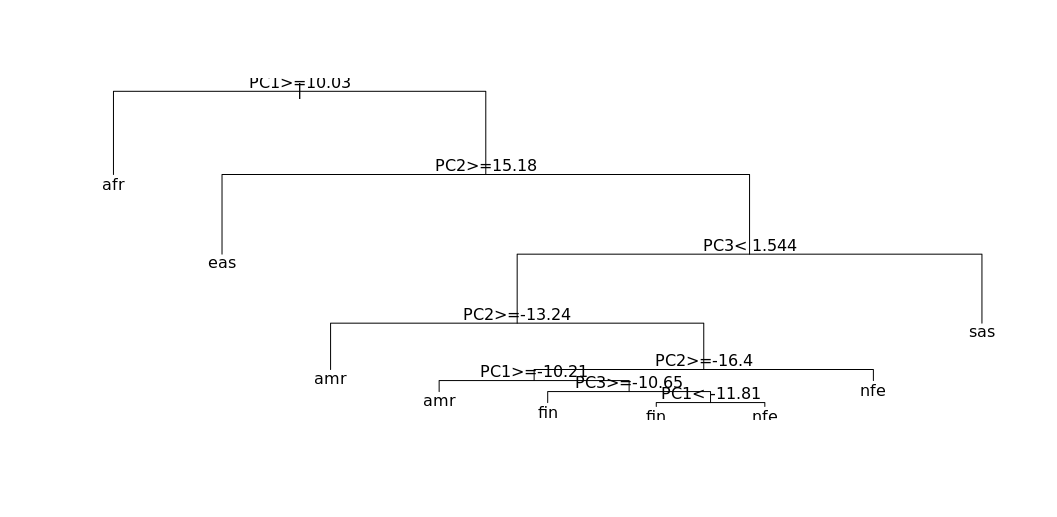 PC1>=10.03
PC2>=15.18
afr
PC3< 1.544
eas
PC2>=-13.24
sas
PC2>=-16.4
PC1>=-10.21
amr
PC3>=-10.65
nfe
PC1< -11.81
amr
fin
fin
nfe